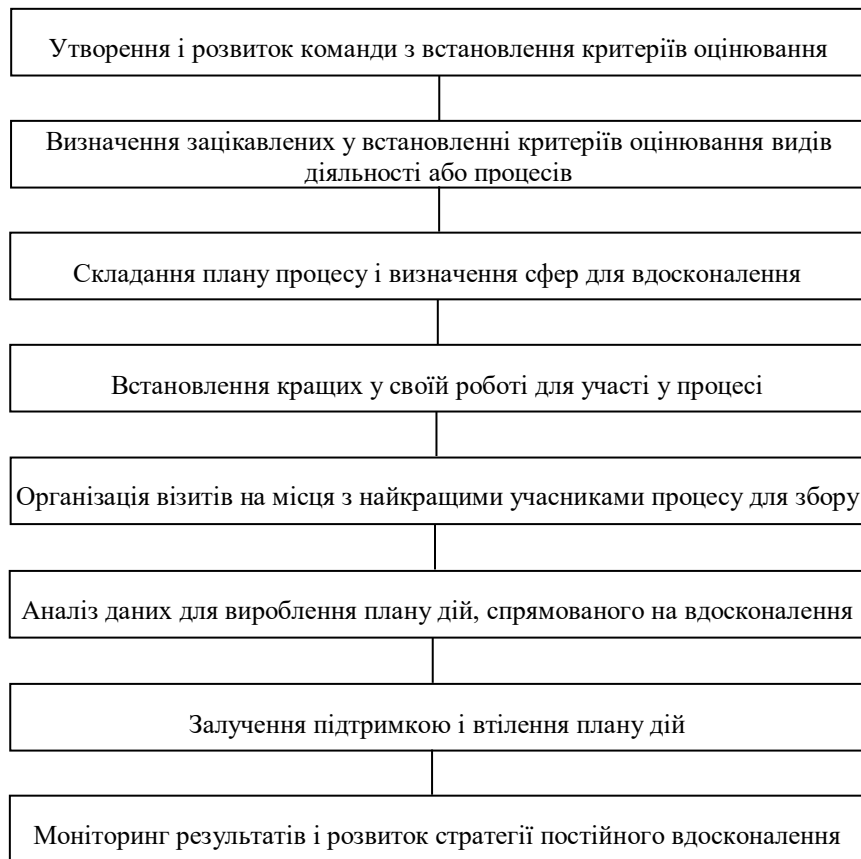 Утворення і розвиток команди з встановлення критеріїв оцінювання
Визначення зацікавлених у встановленні критеріїв оцінювання видів
діяльності або процесів
Складання плану процесу і визначення сфер для вдосконалення
Встановлення кращих у своїй роботі для участі у процесі
Організація візитів на місця з найкращими учасниками процесу для збору
Аналіз даних для вироблення плану дій, спрямованого на вдосконалення
Залучення підтримкою і втілення плану дій
Моніторинг результатів і розвиток стратегії постійного вдосконалення